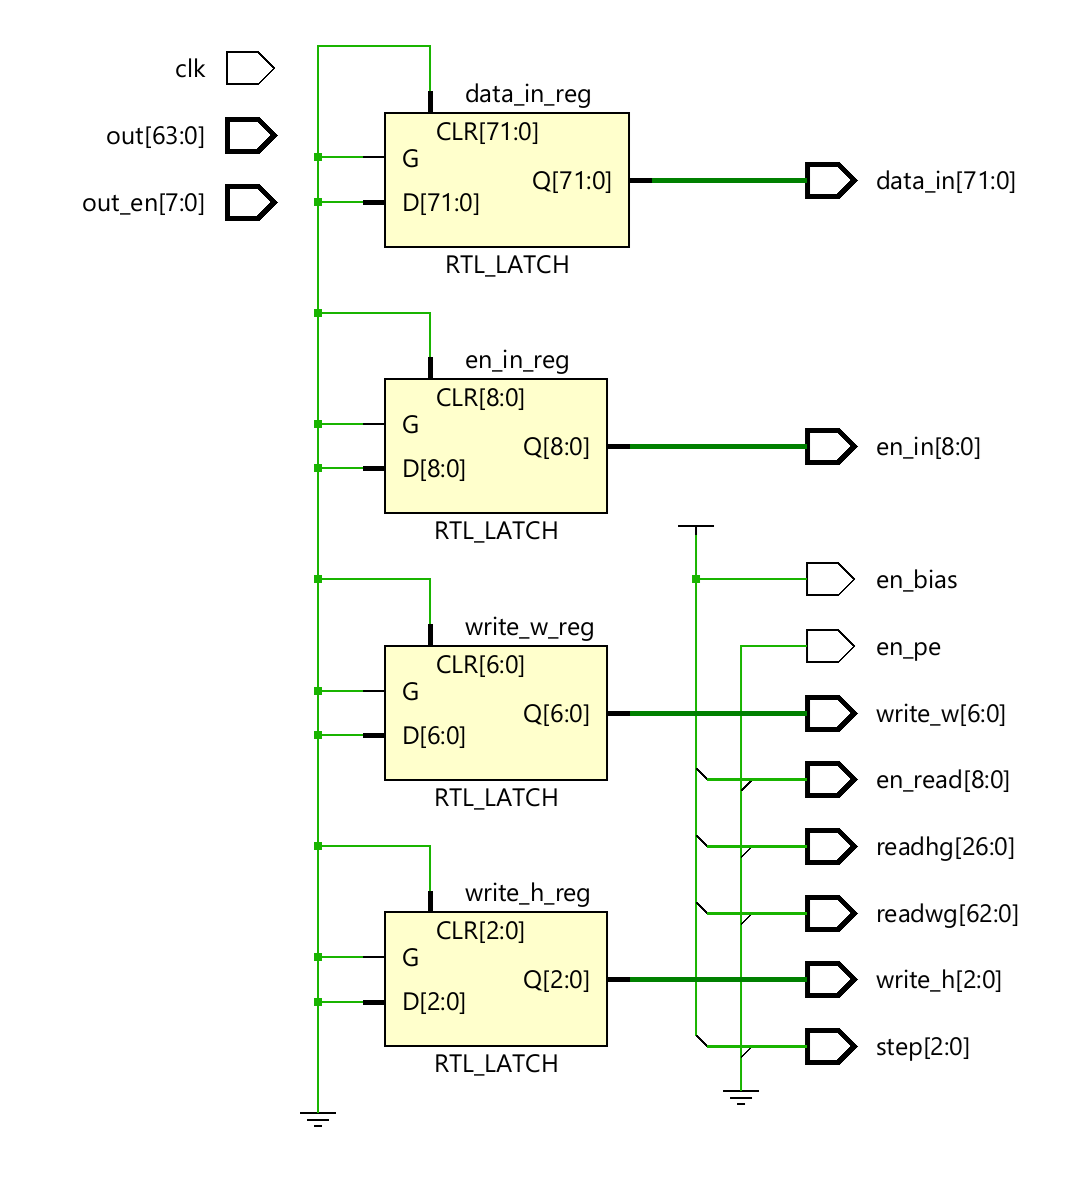 clk
out[63:0]
out_en[7:0]
data_in_reg
CLR[71:0]
G
D[71:0]
Q[71:0]
RTL_LATCH
data_in[71:0]
en_in_reg
CLR[8:0]
G
D[8:0]
Q[8:0]
RTL_LATCH
en_in[8:0]
write_w_reg
CLR[6:0]
G
D[6:0]
Q[6:0]
RTL_LATCH
write_h_reg
CLR[2:0]
G
D[2:0]
Q[2:0]
RTL_LATCH
en_bias
en_pe
write_w[6:0]
en_read[8:0]
readhg[26:0]
readwg[62:0]
write_h[2:0]
step[2:0]